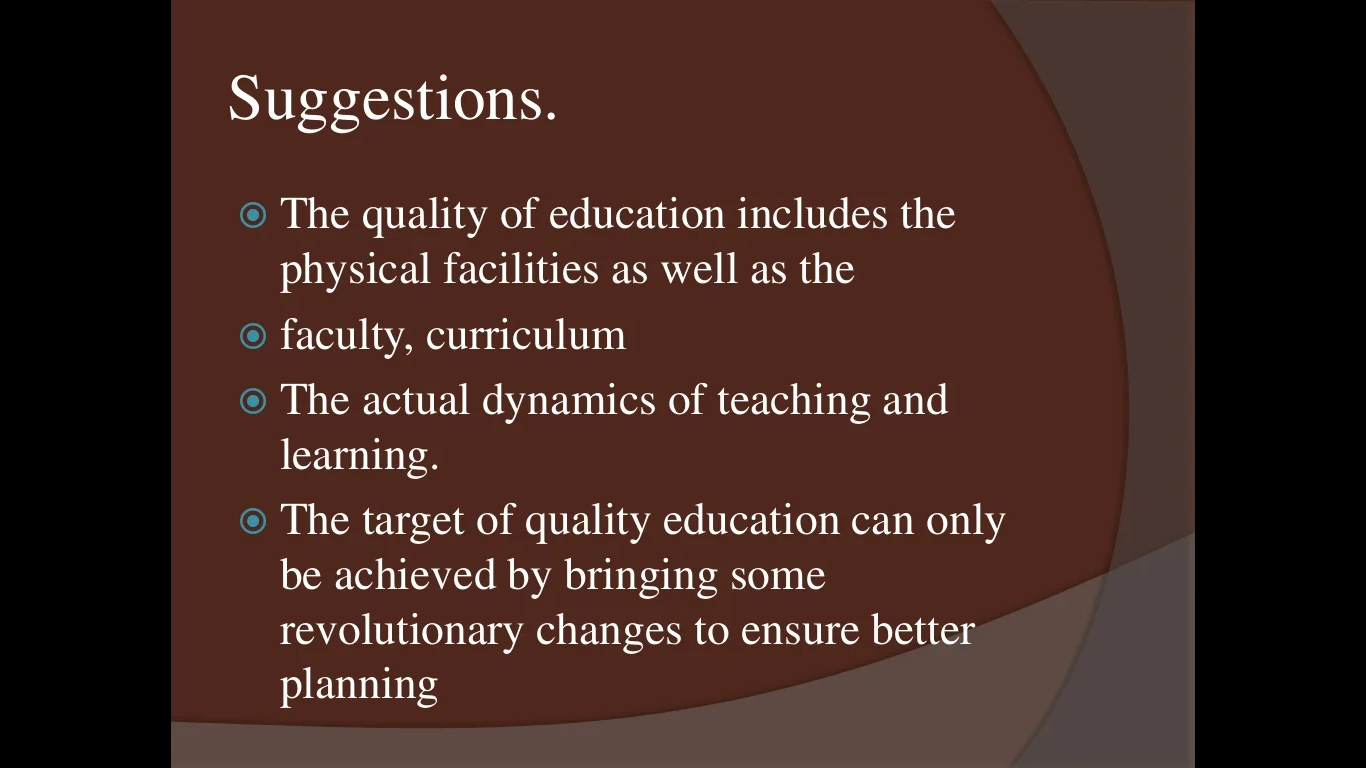 Suggestions.
The quality of education includes the
physical facilities as well as the
faculty, curriculum
The actual dynamics of teaching and
learning.
The target of quality education can only
be achieved by bringing some
revolutionary changes to ensure better
planning